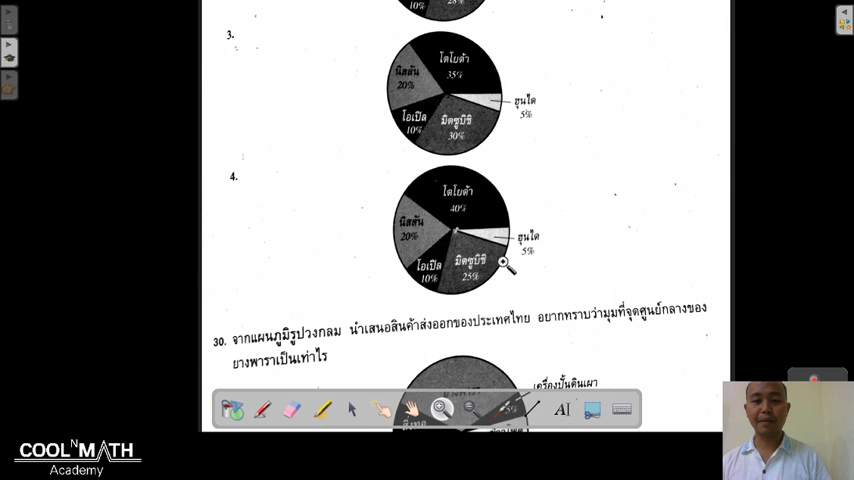 10%
28%
3.
โตโยต้า
35%
นิสสัน
20%
ฮุนได
5%
โอเปิล
10%
มิตซูบิชิ
30%
4.
โตโยต้า
40%
นิสสัน
20%
ฮุนได
5%
โอเปิล
10%
มิตซูบิชิ
25%
30. จากแผนภูมิรูปวงกลม นำเสนอสินค้าส่งออกของประเทศไทย อยากทราบว่ามุมที่จุดศูนย์กลางของ
ยางพาราเป็นเท่าไร
เครื่องปั้นดินเผา
5%
AI
COOL N MATH
Academy